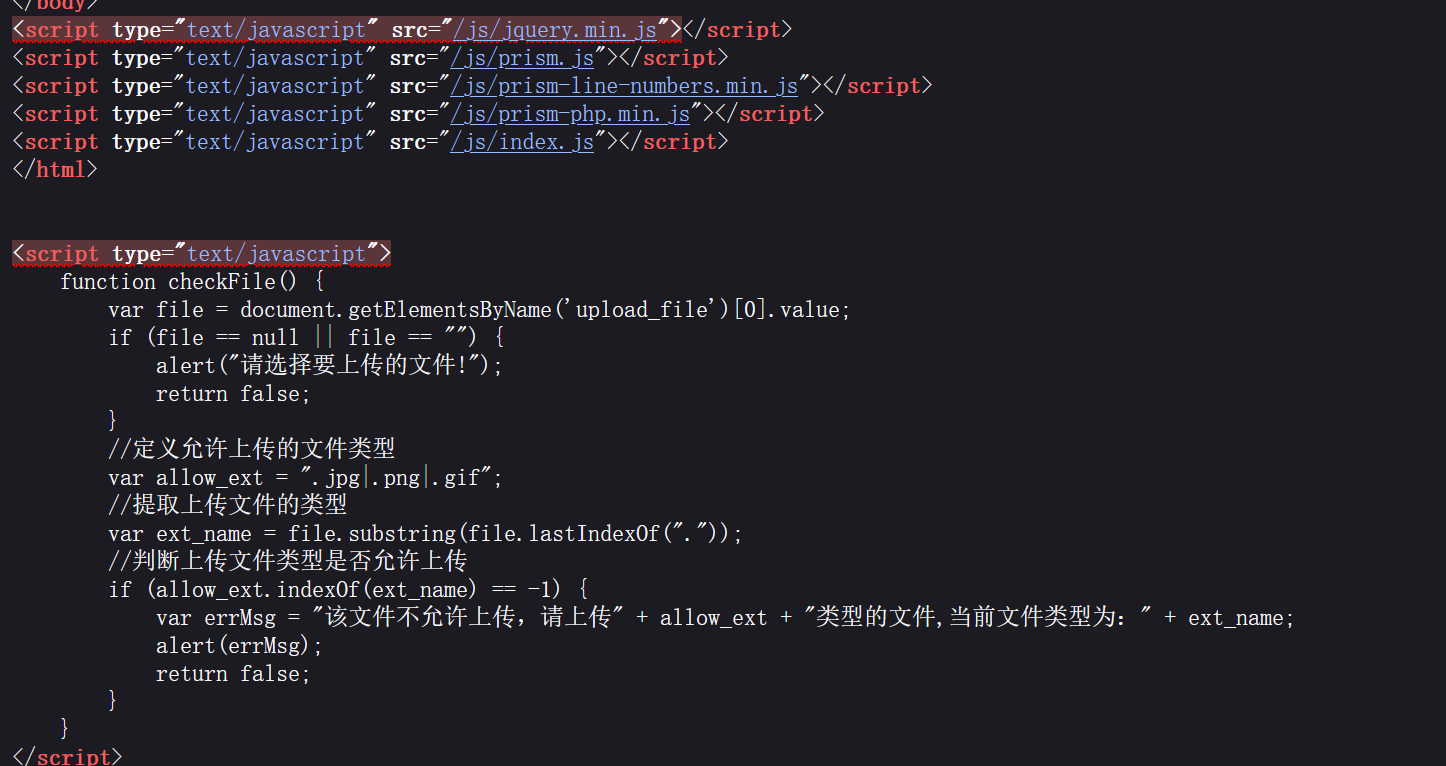 </body>
<script type="text/javascript" src="/js/jquery.min.js"></script>
<script type="text/javascript" src="/js/prism.js"></script>
<script type="text/javascript" src="/js/prism-line-numbers.min.js"></script>
<script type="text/javascript" src="/js/prism-php.min.js"></script>
<script type="text/javascript" src="/js/index.js"></script>
</html>
<script type="text/javascript">
    function checkFile() {
        var file = document.getElementsByName('upload_file')[0].value;
        if (file == null || file == "") {
            alert("请选择要上传的文件!");
            return false;
        }
        //定义允许上传的文件类型
        var allow_ext = ".jpg|.png|.gif";
        //提取上传文件的类型
        var ext_name = file.substring(file.lastIndexOf("."));
        //判断上传文件类型是否允许上传
        if (allow_ext.indexOf(ext_name) == -1) {
            var errMsg = "该文件不允许上传，请上传" + allow_ext + "类型的文件,当前文件类型为：" + ext_name;
            alert(errMsg);
            return false;
        }
    }
</script>